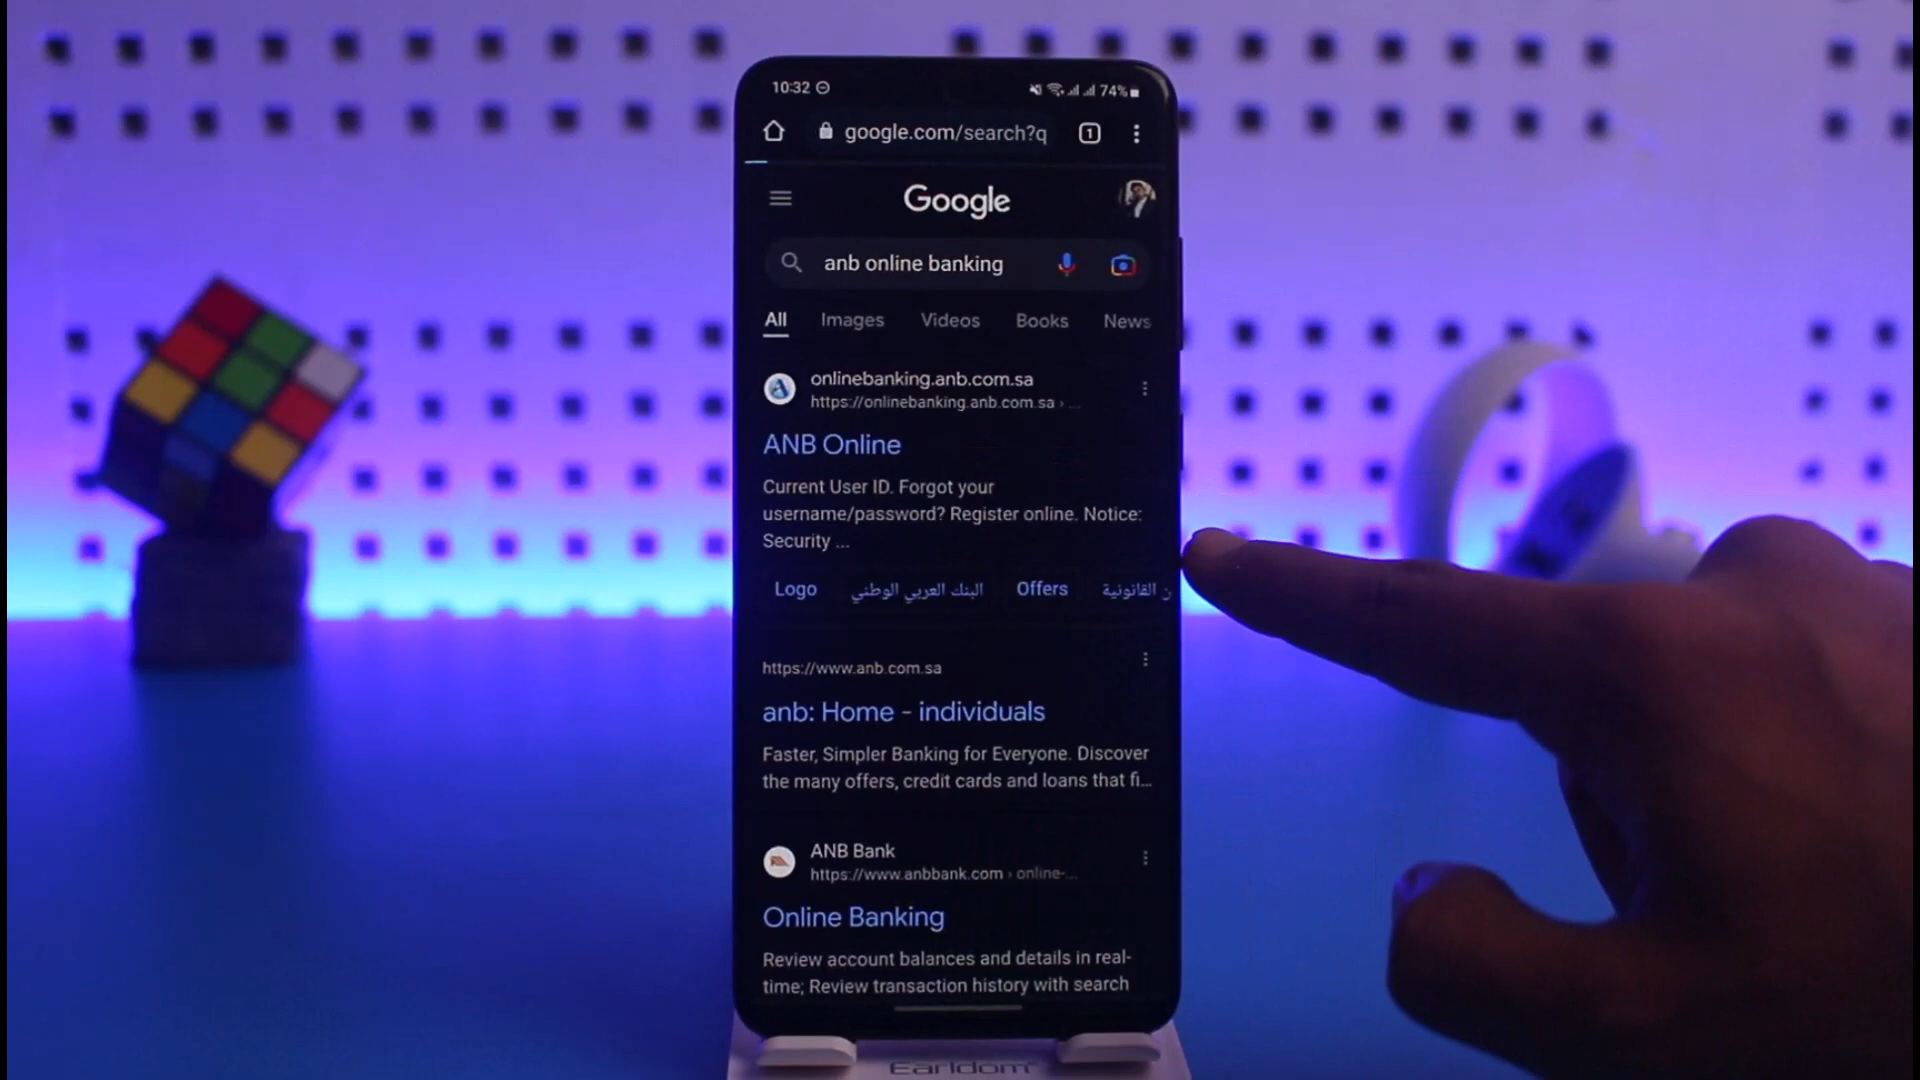 10:32
74%
google.com/search?q
1
Google
anb online banking
All Images Videos Books News
onlinebanking.anb.com.sa
https://onlinebanking.anb.com.sa › ...
ANB Online
Current User ID. Forgot your
username/password? Register online. Notice:
Security ...
Logo البنك العربي الوطني Offers ن القانونية
https://www.anb.com.sa
anb: Home - individuals
Faster, Simpler Banking for Everyone. Discover
the many offers, credit cards and loans that fi...
ANB Bank
https://www.anbbank.com › online-...
Online Banking
Review account balances and details in real-
time; Review transaction history with search
Earldom